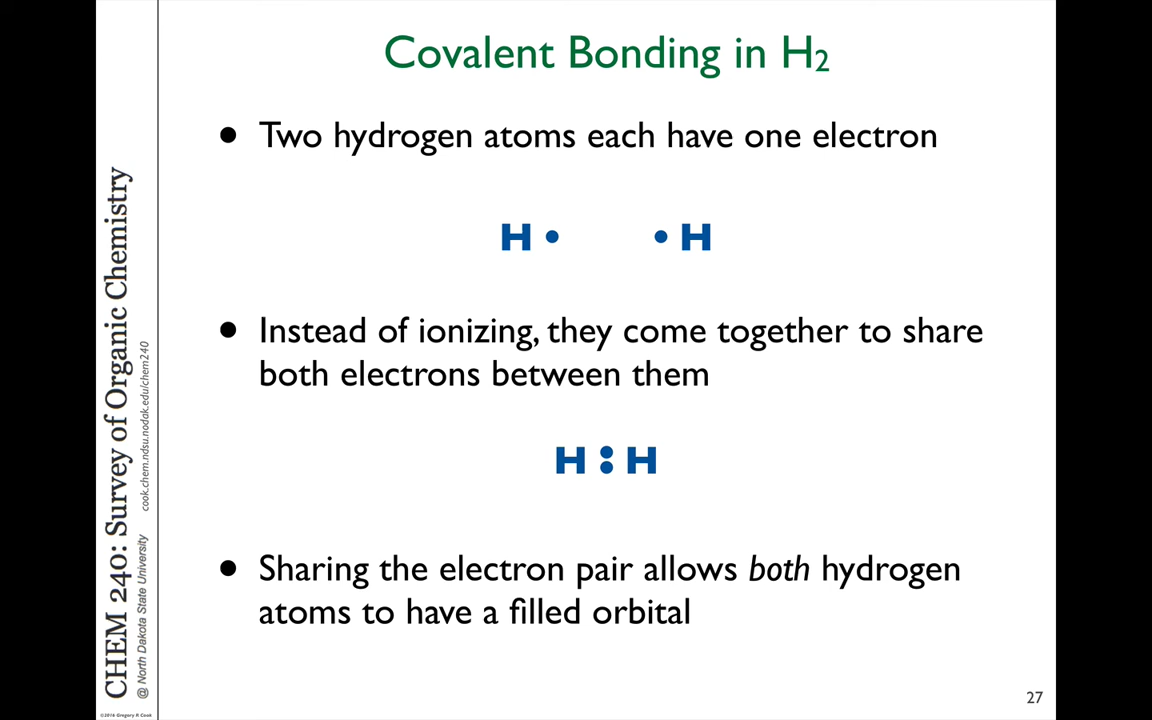 Covalent Bonding in H₂
• Two hydrogen atoms each have one electron
H • • H
• Instead of ionizing, they come together to share
both electrons between them
H : H
• Sharing the electron pair allows both hydrogen
atoms to have a filled orbital
27
CHEM 240: Survey of Organic Chemistry
@ North Dakota State University cook.chem.ndsu.nodak.edu/chem240
©2016 Gregory R. Cook